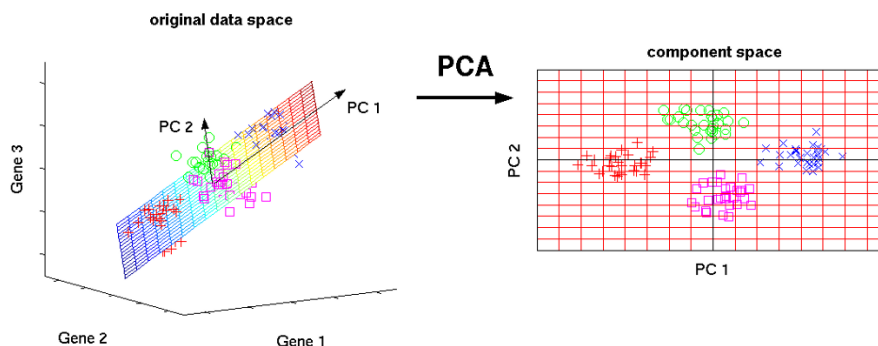 original data space
PCA
component space
PC 1
PC 2
Gene 3
PC 2
PC 1
Gene 2
Gene 1